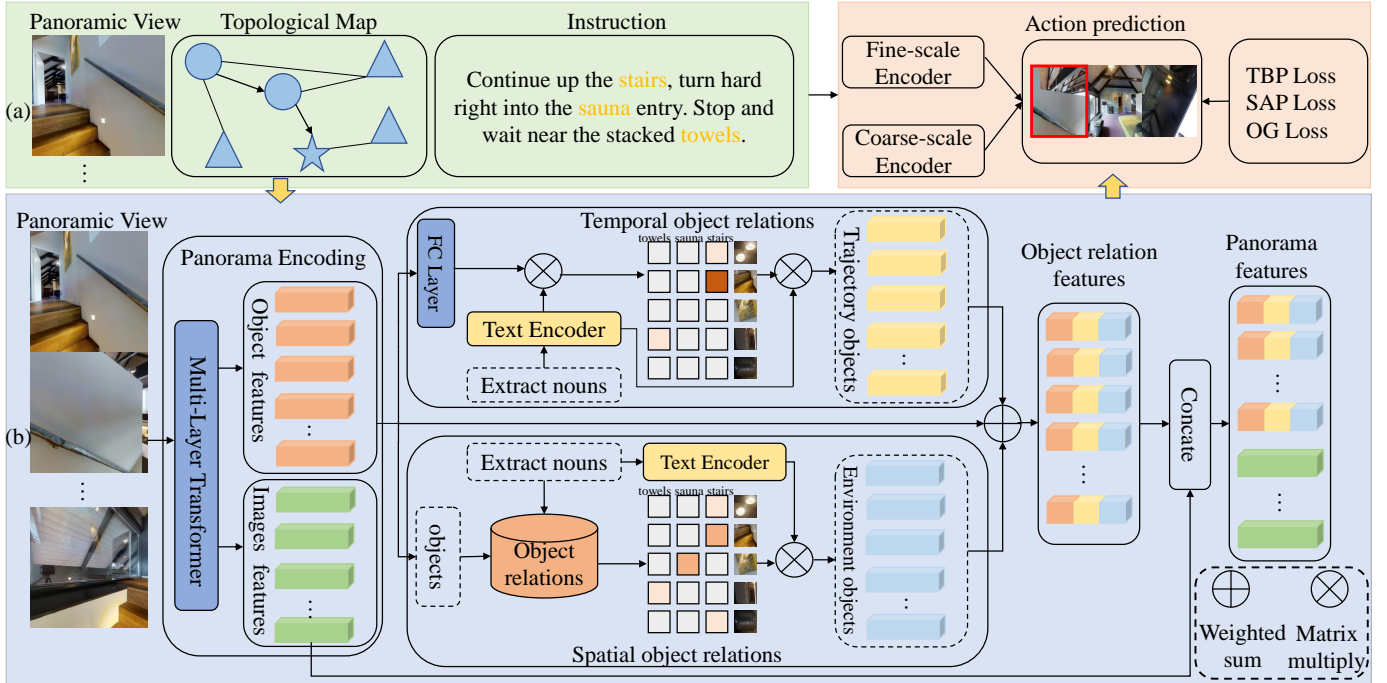 Panoramic View
Topological Map
Instruction
(a)
Continue up the stairs, turn hard
right into the sauna entry. Stop and
wait near the stacked towels.
Action prediction
Fine-scale
Encoder
Coarse-scale
Encoder
TBP Loss
SAP Loss
OG Loss
(b)
Panoramic View
Panorama Encoding
Multi-Layer Transformer
Object features
Images features
Temporal object relations
FC Layer
Text Encoder
Extract nouns
towels sauna stairs
Trajectory objects
Extract nouns
Text Encoder
objects
Object
relations
towels sauna stairs
Environment objects
Spatial object relations
Object relation
features
Concate
Panorama
features
Weighted
sum
Matrix
multiply